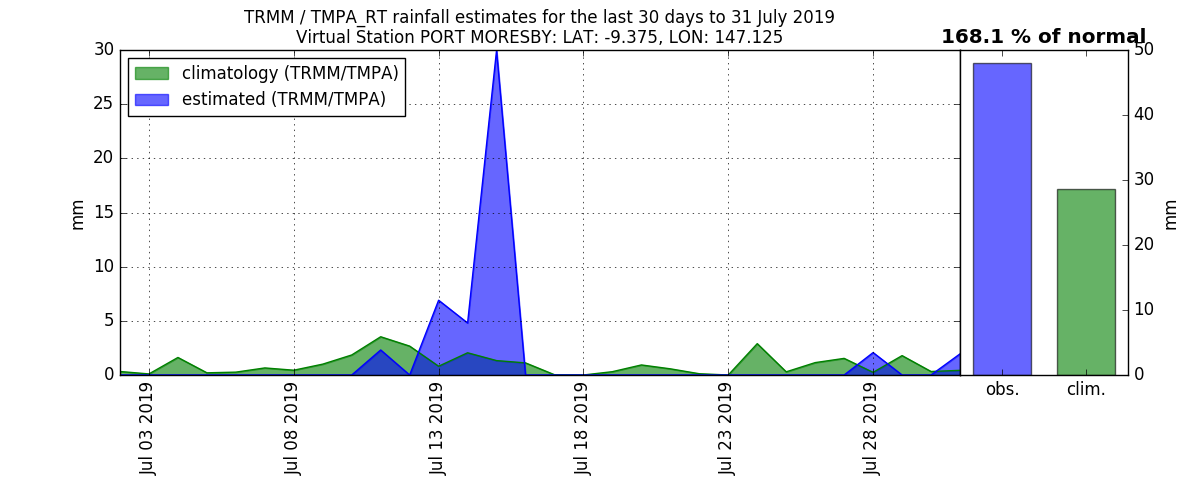 TRMM / TMPA_RT rainfall estimates for the last 30 days to 31 July 2019
Virtual Station PORT MORESBY: LAT: -9.375, LON: 147.125
168.1 % of normal
climatology (TRMM/TMPA)
estimated (TRMM/TMPA)
30
25
20
15
10
5
0
mm
Jul 03 2019
Jul 08 2019
Jul 13 2019
Jul 18 2019
Jul 23 2019
Jul 28 2019
50
40
30
20
10
0
mm
obs.
clim.